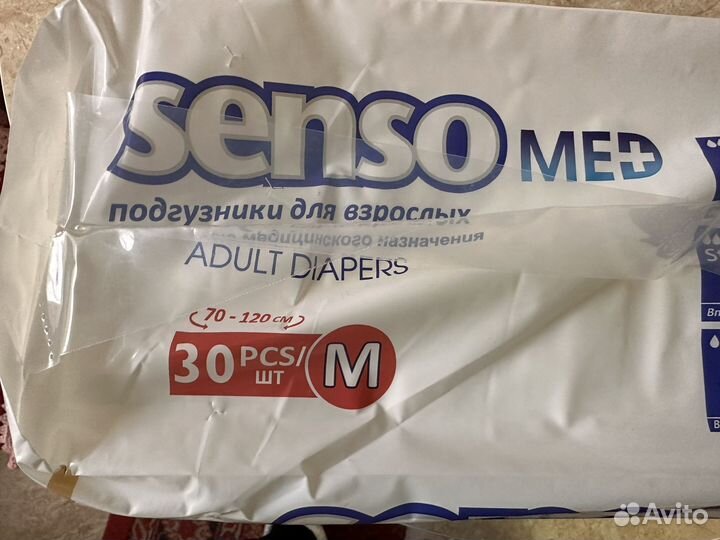 senso MED
подгузники для взрослых
медицинского назначения
ADULT DIAPERS
70 - 120 см
30 PCS/ШТ M
Avito